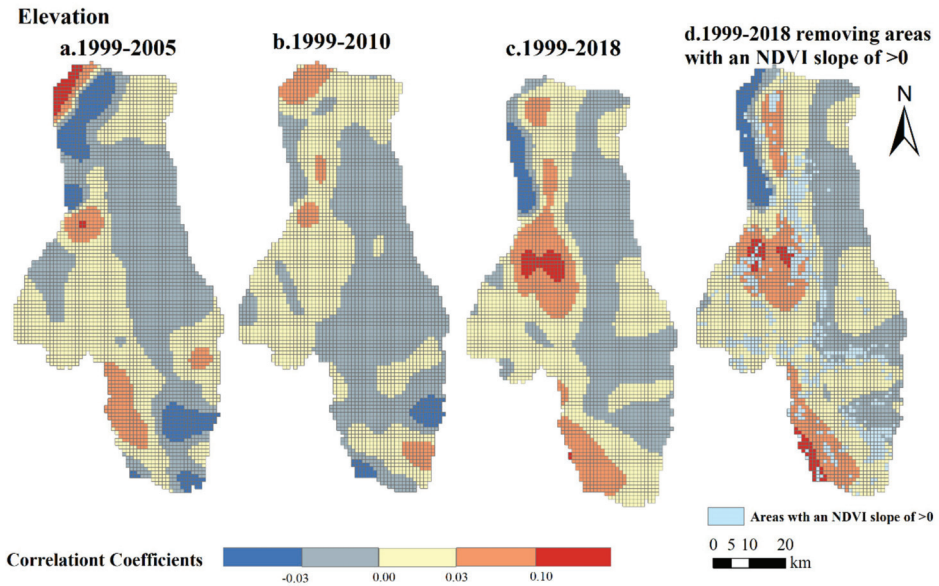 Elevation
a.1999-2005
b.1999-2010
c.1999-2018
d.1999-2018 removing areas
with an NDVI slope of >0
N
Areas wth an NDVI slope of >0
0 5 10 20
km
Correlationt Coefficients
-0.03 0.00 0.03 0.10